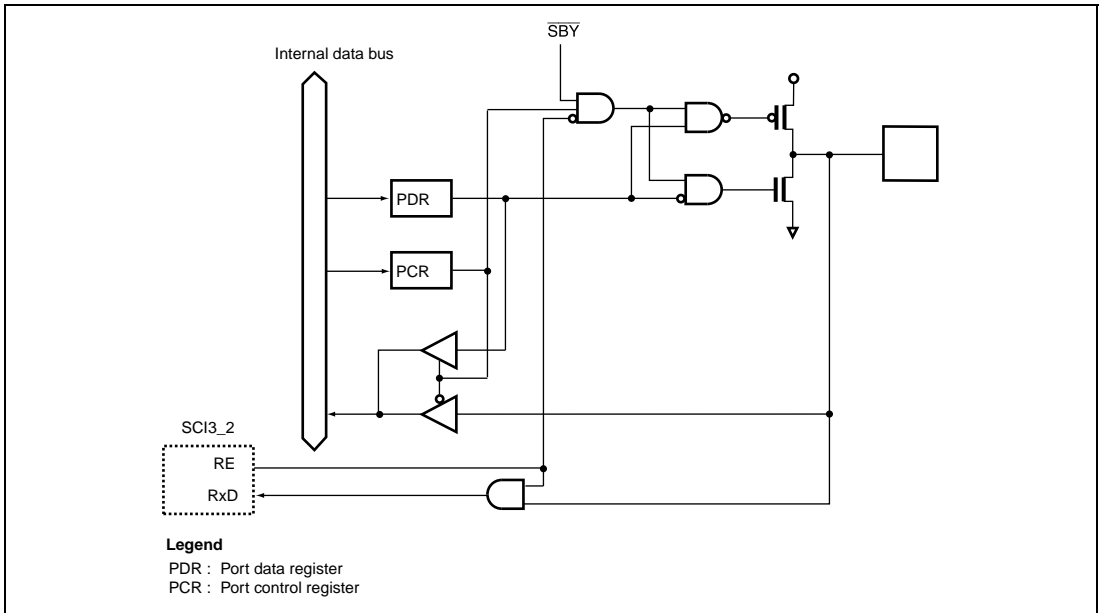 SBY
Internal data bus
PDR
PCR
SCI3_2
RE
RxD
Legend
PDR : Port data register
PCR : Port control register